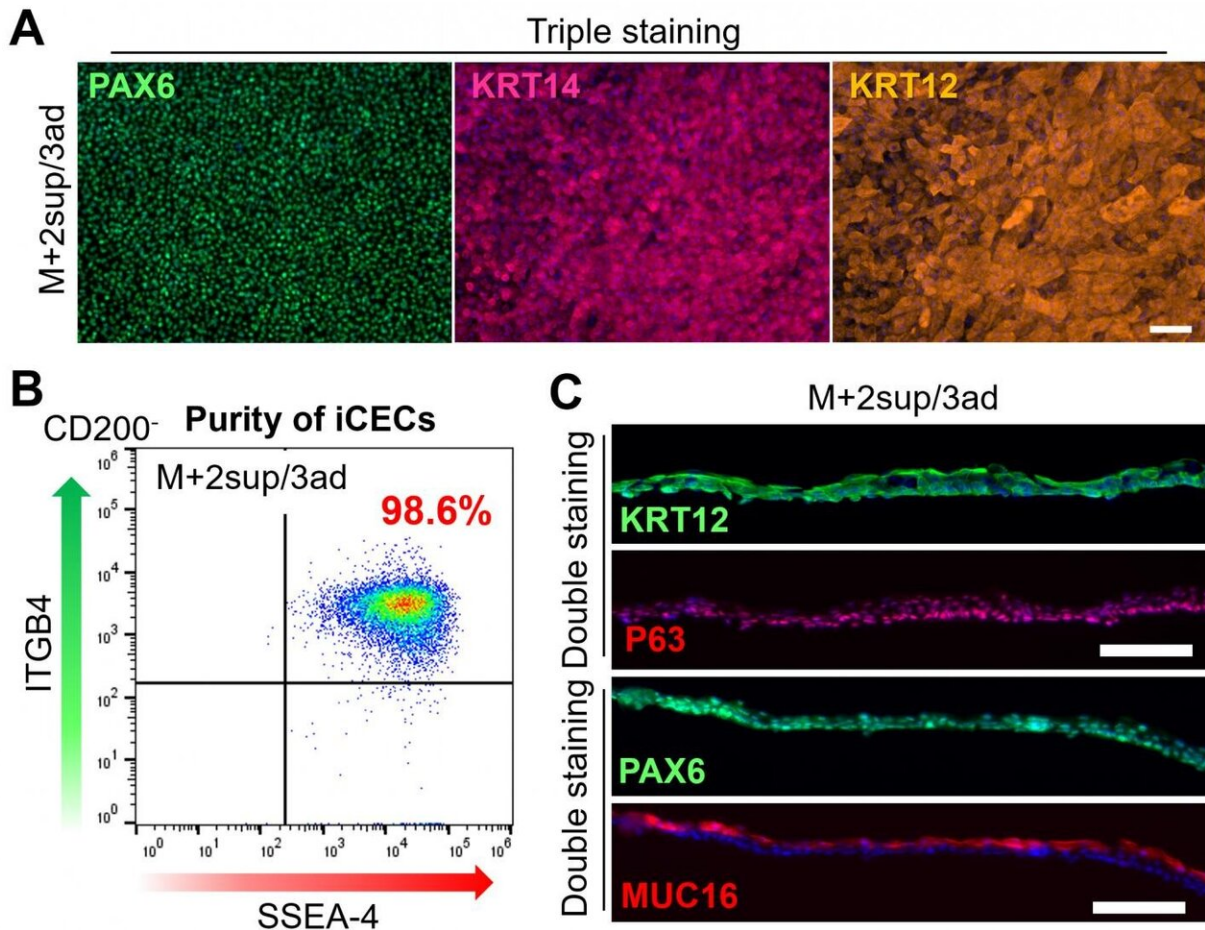 A
Triple staining
M+2sup/3ad
PAX6
KRT14
KRT12
B
CD200-
Purity of iCECs
M+2sup/3ad
98.6%
10⁶
10⁵
10⁴
10³
10²
10¹
10⁰
ITGB4
10⁰ 10¹ 10² 10³ 10⁴ 10⁵ 10⁶
SSEA-4
C
M+2sup/3ad
Double staining
KRT12
P63
Double staining
PAX6
MUC16